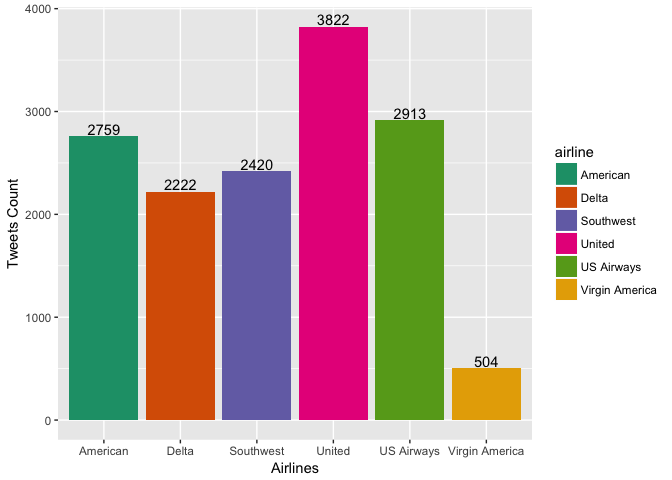 4000
3000
2000
1000
0
Tweets Count
2759
2222
2420
3822
2913
504
American
Delta
Southwest
United
US Airways
Virgin America
Airlines
airline
American
Delta
Southwest
United
US Airways
Virgin America